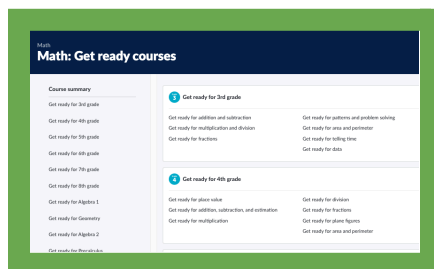 Math
Math: Get ready courses
Course summary
Get ready for 3rd grade
Get ready for 4th grade
Get ready for 5th grade
Get ready for 6th grade
Get ready for 7th grade
Get ready for 8th grade
Get ready for Algebra 1
Get ready for Geometry
Get ready for Algebra 2
Get ready for Precalculus
3
Get ready for 3rd grade
Get ready for addition and subtraction
Get ready for multiplication and division
Get ready for fractions
Get ready for patterns and problem solving
Get ready for area and perimeter
Get ready for telling time
Get ready for data
4
Get ready for 4th grade
Get ready for place value
Get ready for addition, subtraction, and estimation
Get ready for multiplication
Get ready for division
Get ready for fractions
Get ready for plane figures
Get ready for area and perimeter